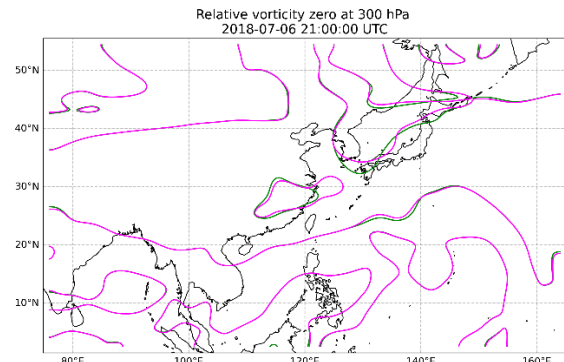 Relative vorticity zero at 300 hPa
2018-07-06 21:00:00 UTC
50°N
40°N
30°N
20°N
10°N
80°E 100°E 120°E 140°E 160°E